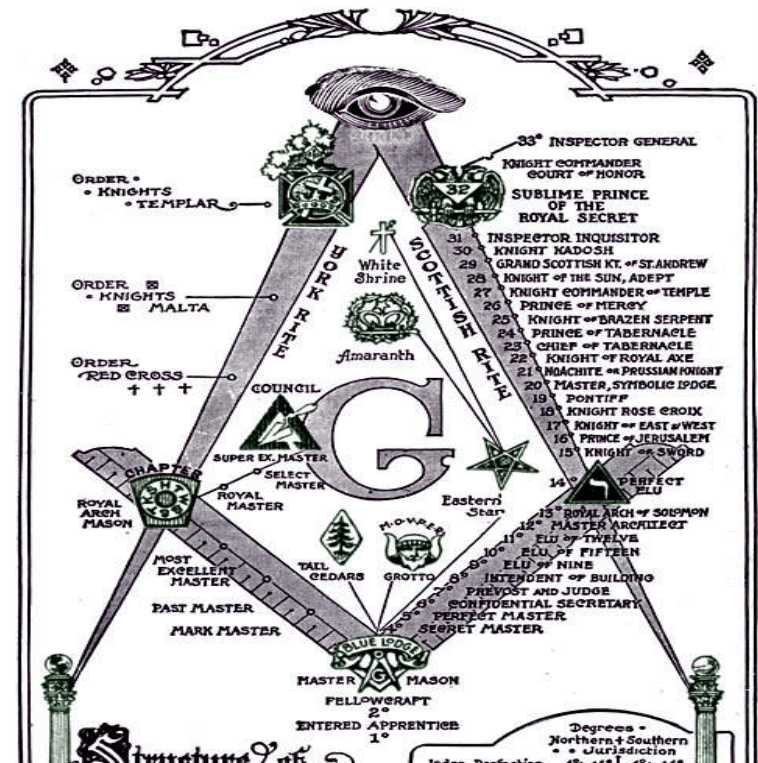 33° INSPECTOR GENERAL
KNIGHT COMMANDER
COURT OF HONOR
32
SUBLIME PRINCE
OF THE
ROYAL SECRET
31 INSPECTOR INQUISITOR
30 KNIGHT KADOSH
29 GRAND SCOTTISH KT. OF ST. ANDREW
28 KNIGHT OF THE SUN, ADEPT
27 KNIGHT COMMANDER OF TEMPLE
26 PRINCE OF MERCY
25 KNIGHT OF BRAZEN SERPENT
24 PRINCE OF TABERNACLE
23 CHIEF OF TABERNACLE
22 KNIGHT OF ROYAL AXE
21 NOACHITE OR PRUSSIAN KNIGHT
20° MASTER, SYMBOLIC LODGE
19° PONTIFF
18° KNIGHT ROSE CROIX
17° KNIGHT OF EAST & WEST
16° PRINCE OF JERUSALEM
15° KNIGHT OF SWORD
14° PERFECT
ELU
13° ROYAL ARCH OF SOLOMON
12° MASTER ARCHITECT
11° ELU OF TWELVE
10° ELU OF FIFTEEN
9° ELU OF NINE
8° INTENDENT OF BUILDING
7° PREVOST AND JUDGE
6° CONFIDENTIAL SECRETARY
5° PERFECT MASTER
4° SECRET MASTER
ORDER
KNIGHTS
TEMPLAR
ORDER
KNIGHTS
MALTA
ORDER
RED CROSS
YORK RITE
SCOTTISH RITE
White
Shrine
Amaranth
G
COUNCIL
SUPER EX. MASTER
SELECT
MASTER
ROYAL
MASTER
CHAPTER
ROYAL
ARCH
MASON
Eastern
Star
MOST
EXCELLENT
MASTER
PAST MASTER
MARK MASTER
TALL
CEDARS
M.O.V.P.E.R.
GROTTO
BLUE LODGE
G
MASTER MASON
FELLOWCRAFT
2°
ENTERED APPRENTICE
1°
Structure of
Degrees
Northern + Southern
Jurisdiction